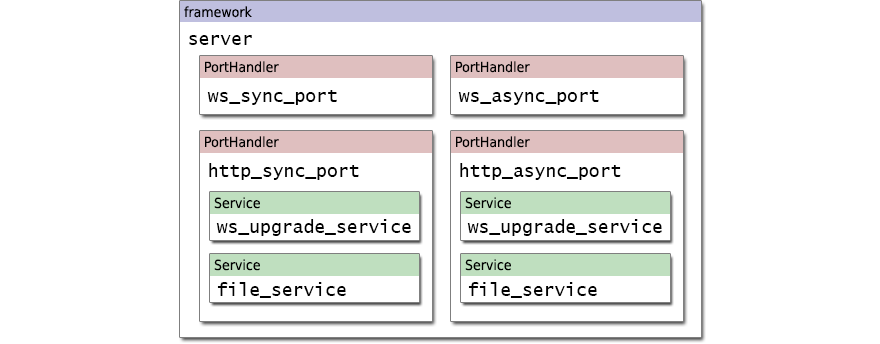 framework
server
PortHandler
ws_sync_port
PortHandler
ws_async_port
PortHandler
http_sync_port
Service
ws_upgrade_service
Service
file_service
PortHandler
http_async_port
Service
ws_upgrade_service
Service
file_service